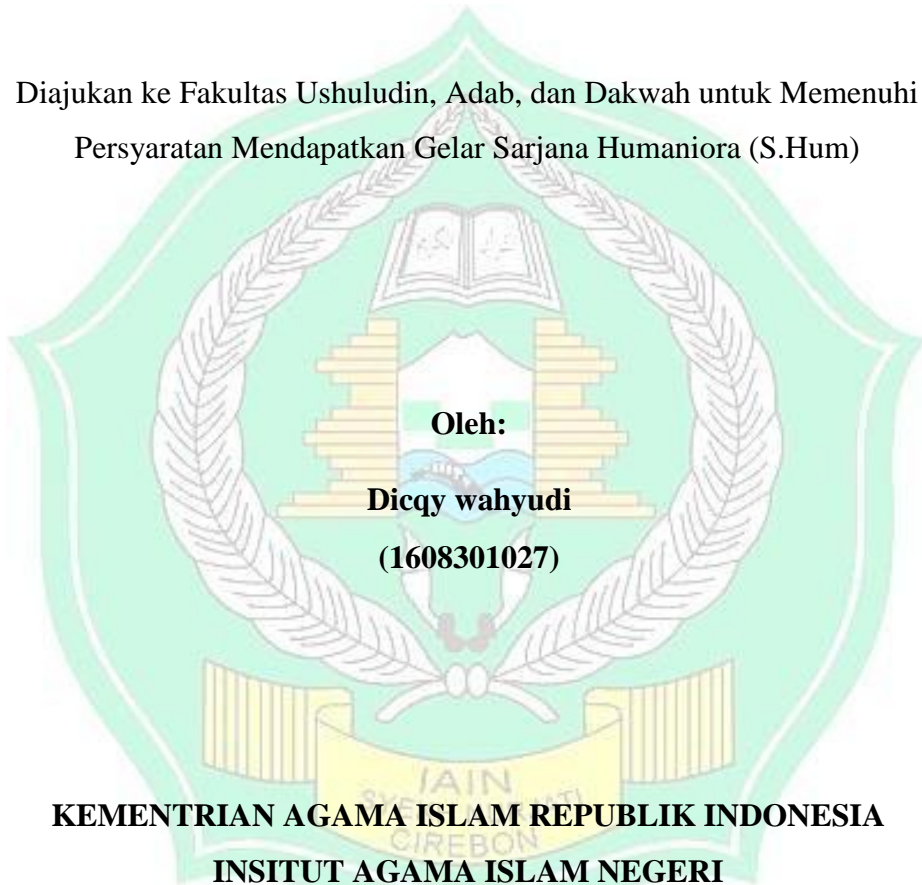 Diajukan ke Fakultas Ushuludin, Adab, dan Dakwah untuk Memenuhi
Persyaratan Mendapatkan Gelar Sarjana Humaniora (S.Hum)
Oleh:
Dicqy wahyudi
(1608301027)
IAIN
KEMENTRIAN AGAMA ISLAM REPUBLIK INDONESIA
CIREBON
INSITUT AGAMA ISLAM NEGERI